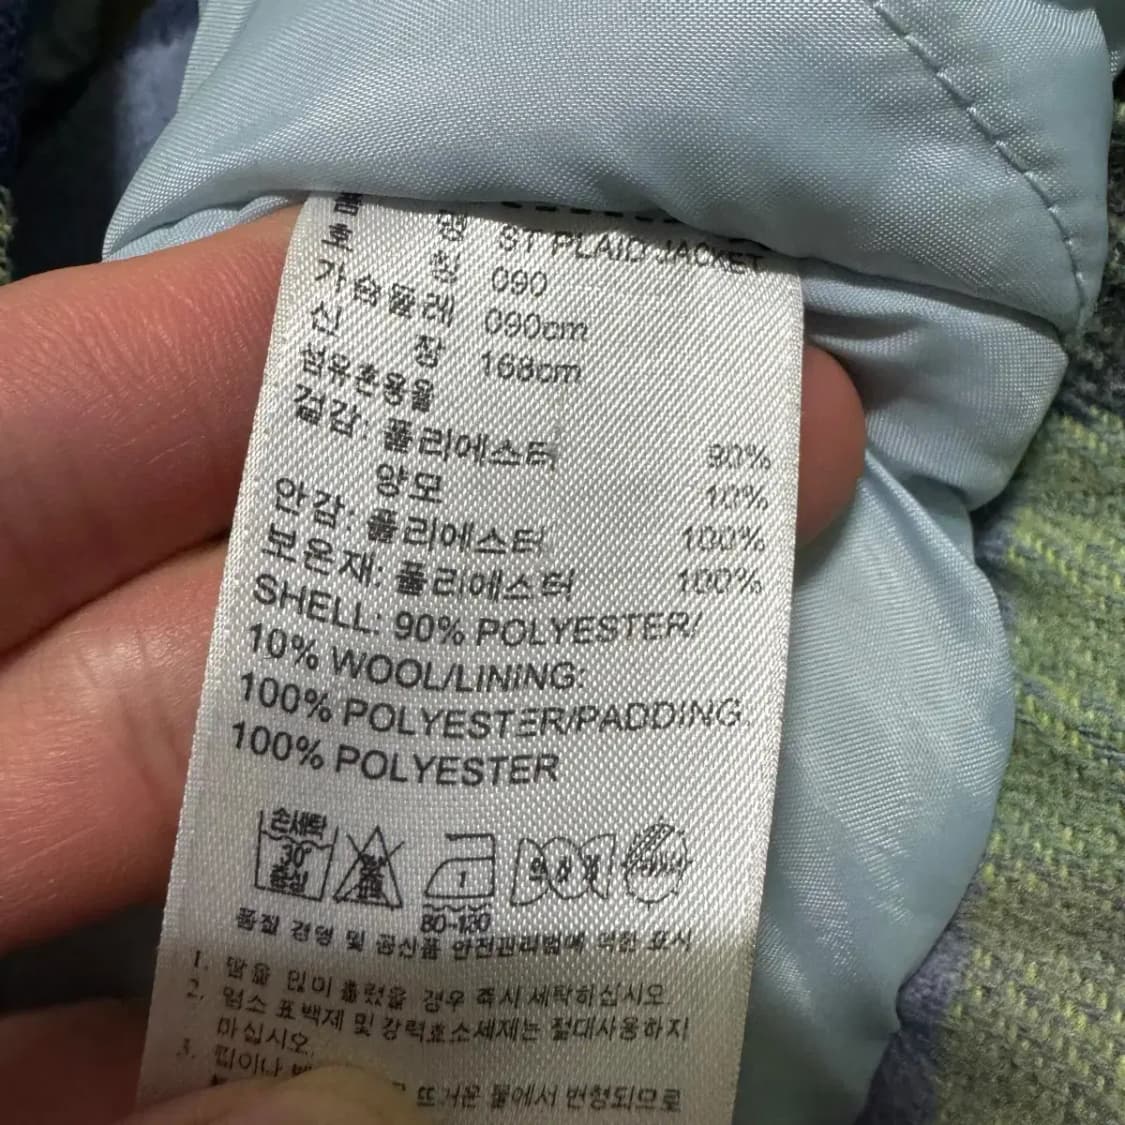 품 명 ST PLAID JACKET
호 칭 090
가슴둘레 090cm
신 장 168cm
섬유혼용율
겉감: 폴리에스터 90%
양모 10%
안감: 폴리에스터 100%
보온재: 폴리에스터 100%
SHELL: 90% POLYESTER/
10% WOOL/LINING:
100% POLYESTER/PADDING:
100% POLYESTER
손세탁
30°
중성
80~120
품질 경영 및 공산품 안전관리법에 의한 표시
1. 땀을 많이 흘렸을 경우 즉시 세탁하십시오.
2. 염소 표백제 및 강력효소세제는 절대사용하지
마십시오.
3. 땀이나
뜨거운 물에서 변형되므로